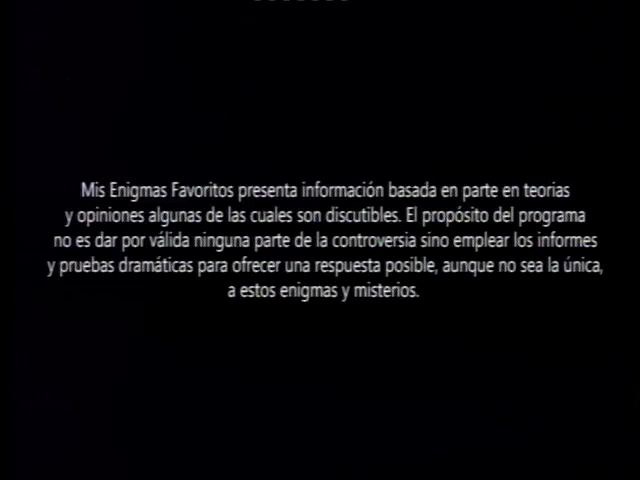 Mis Enigmas Favoritos presenta información basada en parte en teorias
y opiniones algunas de las cuales son discutibles. El propósito del programa
no es dar por válida ninguna parte de la controversia sino emplear los informes
y pruebas dramáticas para ofrecer una respuesta posible, aunque no sea la única,
a estos enigmas y misterios.